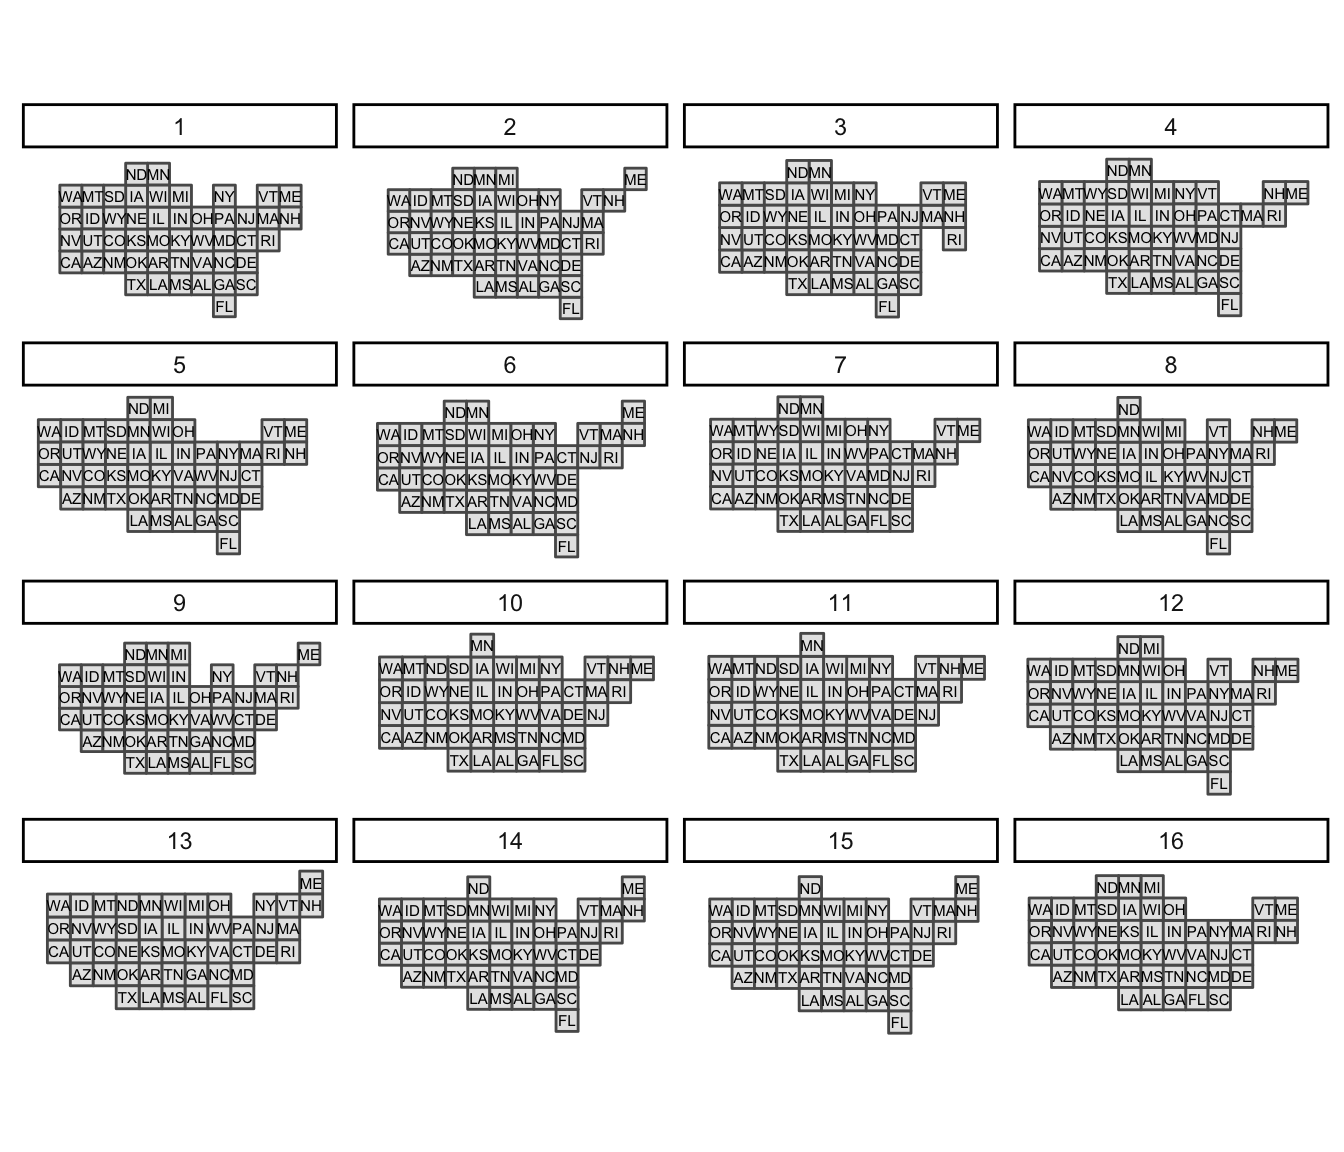 1 2 3 4
ND MN
WA MT SD IA WI MI NY VT ME
OR ID WY NE IL IN OH PA NJ MA NH
NV UT CO KS MO KY WV MD CT RI
CA AZ NM OK AR TN VA NC DE
TX LA MS AL GA SC
FL
ND MN MI ME
WA ID MT SD IA WI OH NY VT NH
OR NV WY NE KS IL IN PA NJ MA
CA UT CO OK MO KY WV MD CT RI
AZ NM TX AR TN VA NC DE
LA MS AL GA SC
FL
ND MN
WA MT SD IA WI MI NY VT ME
OR ID WY NE IL IN OH PA NJ MA NH
NV UT CO KS MO KY WV MD CT RI
CA AZ NM OK AR TN VA NC DE
TX LA MS AL GA SC
FL
ND MN
WA MT WY SD WI MI NY VT NH ME
OR ID NE IA IL IN OH PA CT MA RI
NV UT CO KS MO KY WV MD NJ
CA AZ NM OK AR TN VA NC DE
TX LA MS AL GA SC
FL
5 6 7 8
ND MI
WA ID MT SD MN WI OH VT ME
OR UT WY NE IA IL IN PA NY MA RI NH
CA NV CO KS MO KY VA WV NJ CT
AZ NM TX OK AR TN NC MD DE
LA MS AL GA SC
FL
ND MN ME
WA ID MT SD WI MI OH NY VT MA NH
OR NV WY NE IA IL IN PA CT NJ RI
CA UT CO OK KS MO KY WV DE
AZ NM TX AR TN VA NC MD
LA MS AL GA SC
FL
ND MN
WA MT WY SD WI MI OH NY VT ME
OR ID NE IA IL IN WV PA CT MA NH
NV UT CO KS MO KY VA MD NJ RI
CA AZ NM OK AR MS TN NC DE
TX LA AL GA FL SC
ND
WA ID MT SD MN WI MI VT NH ME
OR UT WY NE IA IN OH PA NY MA RI
CA NV CO KS MO IL KY WV NJ CT
AZ NM TX OK AR TN VA MD DE
LA MS AL GA NC SC
FL
9 10 11 12
ND MN MI ME
WA ID MT SD WI IN NY VT NH
OR NV WY NE IA IL OH PA NJ MA RI
CA UT CO KS MO KY VA WV CT DE
AZ NM OK AR TN GA NC MD
TX LA MS AL FL SC
MN
WA MT ND SD IA WI MI NY VT NH ME
OR ID WY NE IL IN OH PA CT MA RI
NV UT CO KS MO KY WV VA DE NJ
CA AZ NM OK AR MS TN NC MD
TX LA AL GA FL SC
MN
WA MT ND SD IA WI MI NY VT NH ME
OR ID WY NE IL IN OH PA CT MA RI
NV UT CO KS MO KY WV VA DE NJ
CA AZ NM OK AR MS TN NC MD
TX LA AL GA FL SC
ND MI
WA ID MT SD MN WI OH VT NH ME
OR NV WY NE IA IL IN PA NY MA RI
CA UT CO KS MO KY WV VA NJ CT
AZ NM TX OK AR TN NC MD DE
LA MS AL GA SC
FL
13 14 15 16
ME
WA ID MT ND MN WI MI OH NY VT NH
OR NV WY SD IA IL IN WV PA NJ MA
CA UT CO NE KS MO KY VA CT DE RI
AZ NM OK AR TN GA NC MD
TX LA MS AL FL SC
ND ME
WA ID MT SD MN WI MI NY VT MA NH
OR NV WY NE IA IL IN OH PA NJ RI
CA UT CO OK KS MO KY WV CT DE
AZ NM TX AR TN VA NC MD
LA MS AL GA SC
FL
ND ME
WA ID MT SD MN WI MI NY VT MA NH
OR NV WY NE IA IL IN OH PA NJ RI
CA UT CO OK KS MO KY WV CT DE
AZ NM TX AR TN VA NC MD
LA MS AL GA SC
FL
ND MN MI
WA ID MT SD IA WI OH VT ME
OR NV WY NE KS IL IN PA NY MA RI NH
CA UT CO OK MO KY WV VA NJ CT
AZ NM TX AR MS TN NC MD DE
LA AL GA FL SC